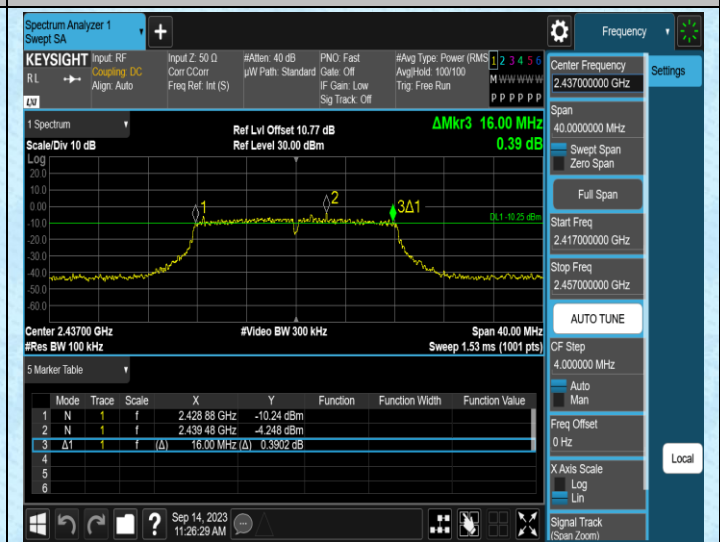 Spectrum Analyzer 1
Swept SA
+
Frequency
KEYSIGHT
RL
LXI
Input: RF
Coupling: DC
Align: Auto
Input Z: 50 Ω
Corr CCorr
Freq Ref: Int (S)
#Atten: 40 dB
µW Path: Standard
PNO: Fast
Gate: Off
IF Gain: Low
Sig Track: Off
#Avg Type: Power (RMS
Avg|Hold: 100/100
Trig: Free Run
1 2 3 4 5 6
M W W W W W
P P P P P P
1 Spectrum
Scale/Div 10 dB
Ref Lvl Offset 10.77 dB
Ref Level 30.00 dBm
ΔMkr3 16.00 MHz
0.39 dB
Log
20.0
10.0
0.00
-10.0
-20.0
-30.0
-40.0
-50.0
-60.0
1
2
3Δ1
DL1 -10.25 dBm
Center 2.43700 GHz
#Res BW 100 kHz
#Video BW 300 kHz
Span 40.00 MHz
Sweep 1.53 ms (1001 pts)
5 Marker Table
Mode Trace Scale X Y Function Function Width Function Value
1 N 1 f 2.428 88 GHz -10.24 dBm
2 N 1 f 2.439 48 GHz -4.248 dBm
3 Δ1 1 f (Δ) 16.00 MHz (Δ) 0.3902 dB
4
5
6
Center Frequency
2.437000000 GHz
Settings
Span
40.0000000 MHz
Swept Span
Zero Span
Full Span
Start Freq
2.417000000 GHz
Stop Freq
2.457000000 GHz
AUTO TUNE
CF Step
4.000000 MHz
Auto
Man
Freq Offset
0 Hz
X Axis Scale
Log
Lin
Local
Signal Track
(Span Zoom)
?
Sep 14, 2023
11:26:29 AM